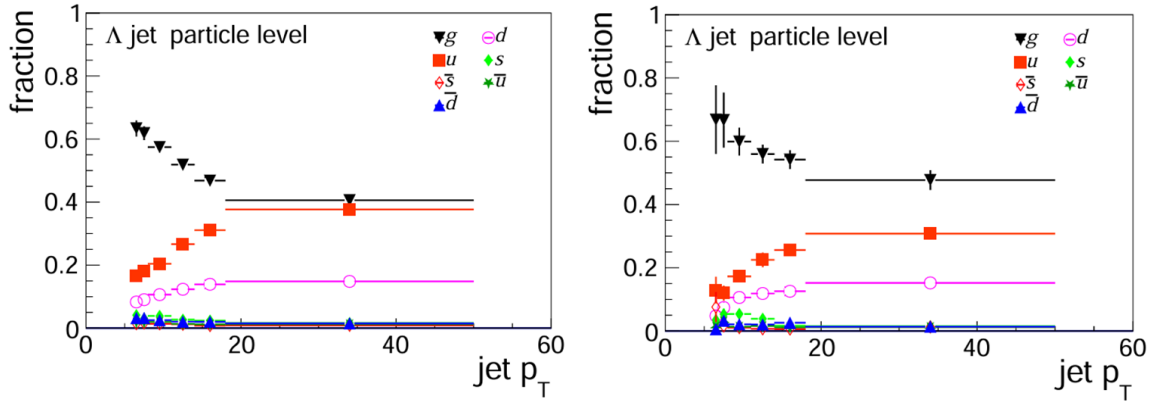 1
Λ jet particle level
g
d
u
s
s̅
u̅
d̅
0.8
0.6
0.4
0.2
0
fraction
0
20
40
60
jet p_T
1
Λ jet particle level
g
d
u
s
s̅
u̅
d̅
0.8
0.6
0.4
0.2
0
fraction
0
20
40
60
jet p_T